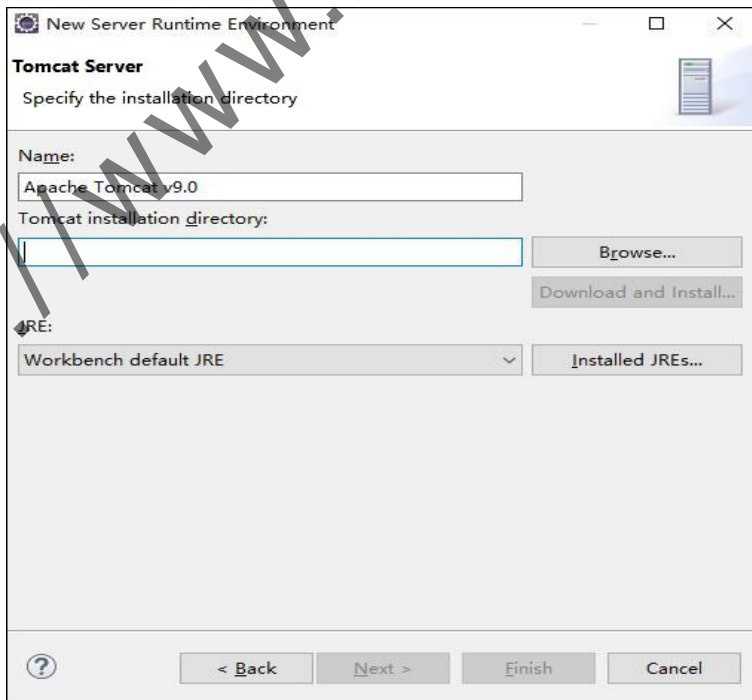 New Server Runtime Environment
Tomcat Server
Specify the installation directory
Name:
Apache Tomcat v9.0
Tomcat installation directory:
Browse...
Download and Install...
JRE:
Workbench default JRE
Installed JREs...
?
< Back
Next >
Finish
Cancel
//www.